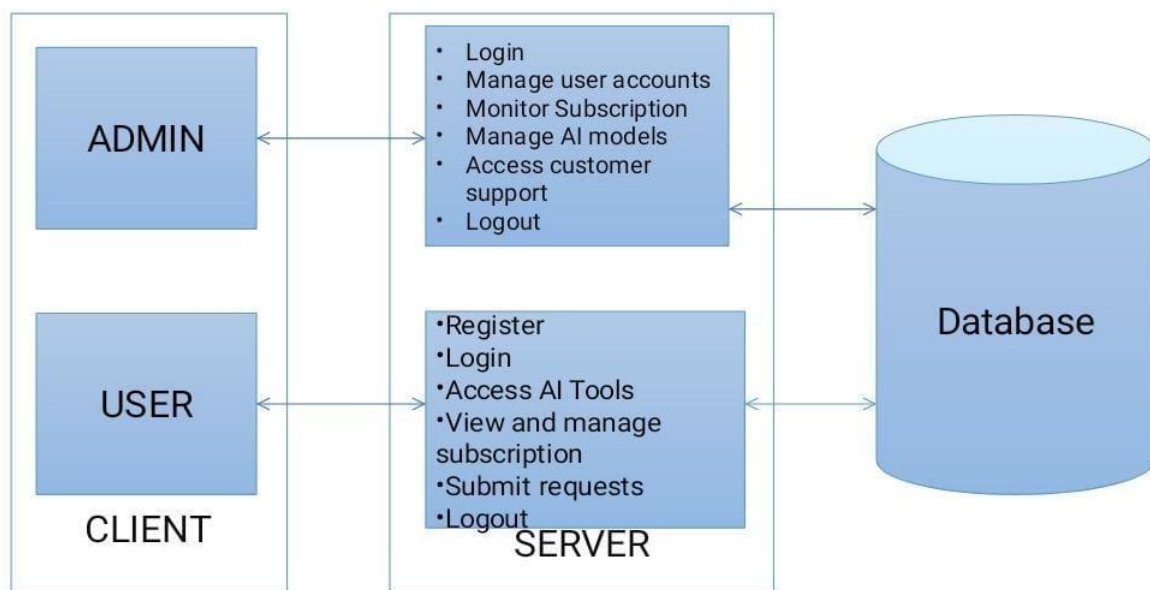 ADMIN
• Login
• Manage user accounts
• Monitor Subscription
• Manage AI models
• Access customer
support
• Logout
Database
USER
•Register
•Login
•Access AI Tools
•View and manage
subscription
•Submit requests
•Logout
CLIENT
SERVER